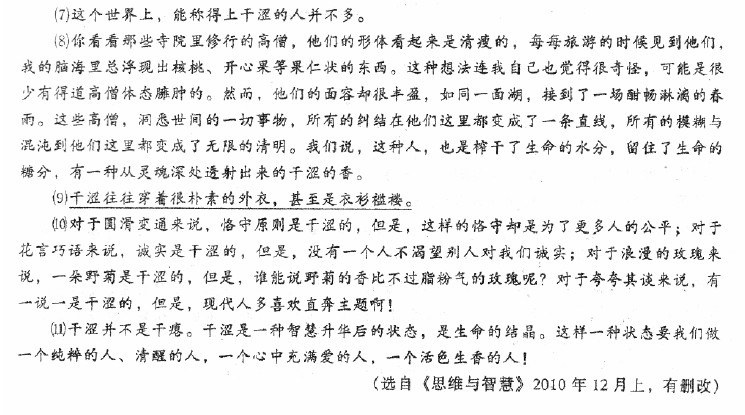 ⑺这个世界上，能称得上干涩的人并不多。
⑻你看看那些寺院里修行的高僧，他们的形体看起来是清瘦的，每每旅游的时候见到他们，
我的脑海里总浮现出核桃、开心果等果仁状的东西。这种想法连我自己也觉得很奇怪，可能是很
少有得道高僧体态臃肿的。然而，他们的面容却很丰盈，如同一面湖，接到了一场酣畅淋漓的春
雨。这些高僧，洞悉世间的一切事物，所有的纠结在他们这里都变成了一条直线，所有的模糊与
混沌到他们这里都变成了无限的清明。我们说，这种人，也是榨干了生命的水分，留住了生命的
糖分，有一种从灵魂深处透射出来的干涩的香。
⑼干涩往往穿着很朴素的外衣，甚至是衣衫褴褛。
⑽对于圆滑变通来说，恪守原则是干涩的，但是，这样的恪守却是为了更多人的公平；对于
花言巧语来说，诚实是干涩的，但是，没有一个人不渴望别人对我们诚实；对于浪漫的玫瑰来
说，一朵野菊是干涩的，但是，谁能说野菊的香比不过脂粉气的玫瑰呢？对于夸夸其谈来说，有
一说一是干涩的，但是，现代人多喜欢直奔主题啊！
⑾干涩并不是干瘪。干涩是一种智慧升华后的状态，是生命的结晶。这样一种状态要我们做
一个纯粹的人、清醒的人，一个心中充满爱的人，一个活色生香的人！
（选自《思维与智慧》2010年12月上，有删改）